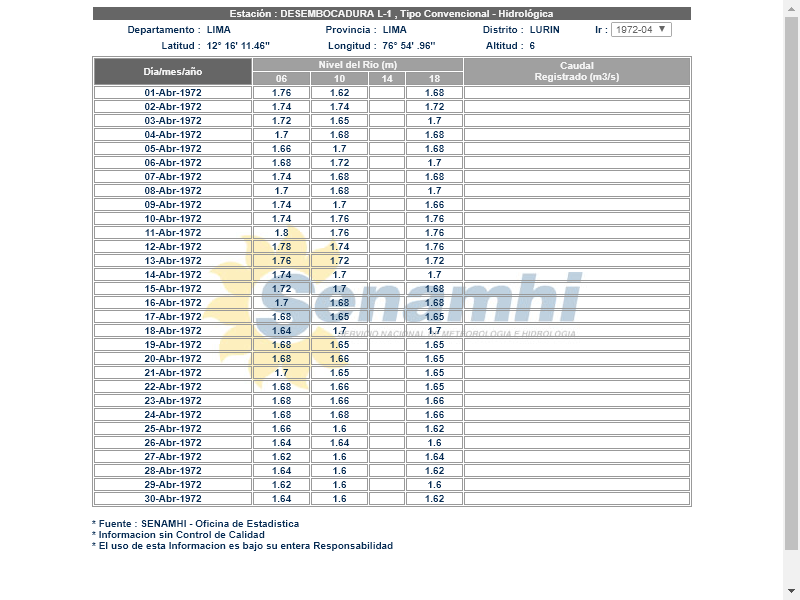 Estación : DESEMBOCADURA L-1 , Tipo Convencional - Hidrológica
Departamento : LIMA Provincia : LIMA Distrito : LURIN Ir : 1972-04
Latitud : 12° 16' 11.46" Longitud : 76° 54' .96" Altitud : 6
Dia/mes/año Nivel del Rio (m) Caudal Registrado (m3/s)
06 10 14 18
01-Abr-1972 1.76 1.62 1.68
02-Abr-1972 1.74 1.74 1.72
03-Abr-1972 1.72 1.65 1.7
04-Abr-1972 1.7 1.68 1.68
05-Abr-1972 1.66 1.7 1.68
06-Abr-1972 1.68 1.72 1.7
07-Abr-1972 1.74 1.68 1.68
08-Abr-1972 1.7 1.68 1.7
09-Abr-1972 1.74 1.7 1.66
10-Abr-1972 1.74 1.76 1.76
11-Abr-1972 1.8 1.76 1.76
12-Abr-1972 1.78 1.74 1.76
13-Abr-1972 1.76 1.72 1.72
14-Abr-1972 1.74 1.7 1.7
15-Abr-1972 1.72 1.7 1.68
16-Abr-1972 1.7 1.68 1.68
17-Abr-1972 1.68 1.65 1.65
18-Abr-1972 1.64 1.7 1.7
19-Abr-1972 1.68 1.65 1.65
20-Abr-1972 1.68 1.66 1.65
21-Abr-1972 1.7 1.65 1.65
22-Abr-1972 1.68 1.66 1.65
23-Abr-1972 1.68 1.66 1.66
24-Abr-1972 1.68 1.68 1.66
25-Abr-1972 1.66 1.6 1.62
26-Abr-1972 1.64 1.64 1.6
27-Abr-1972 1.62 1.6 1.64
28-Abr-1972 1.64 1.6 1.62
29-Abr-1972 1.62 1.6 1.6
30-Abr-1972 1.64 1.6 1.62
Senamhi
SERVICIO NACIONAL DE METEOROLOGIA E HIDROLOGIA
* Fuente : SENAMHI - Oficina de Estadistica
* Informacion sin Control de Calidad
* El uso de esta Informacion es bajo su entera Responsabilidad